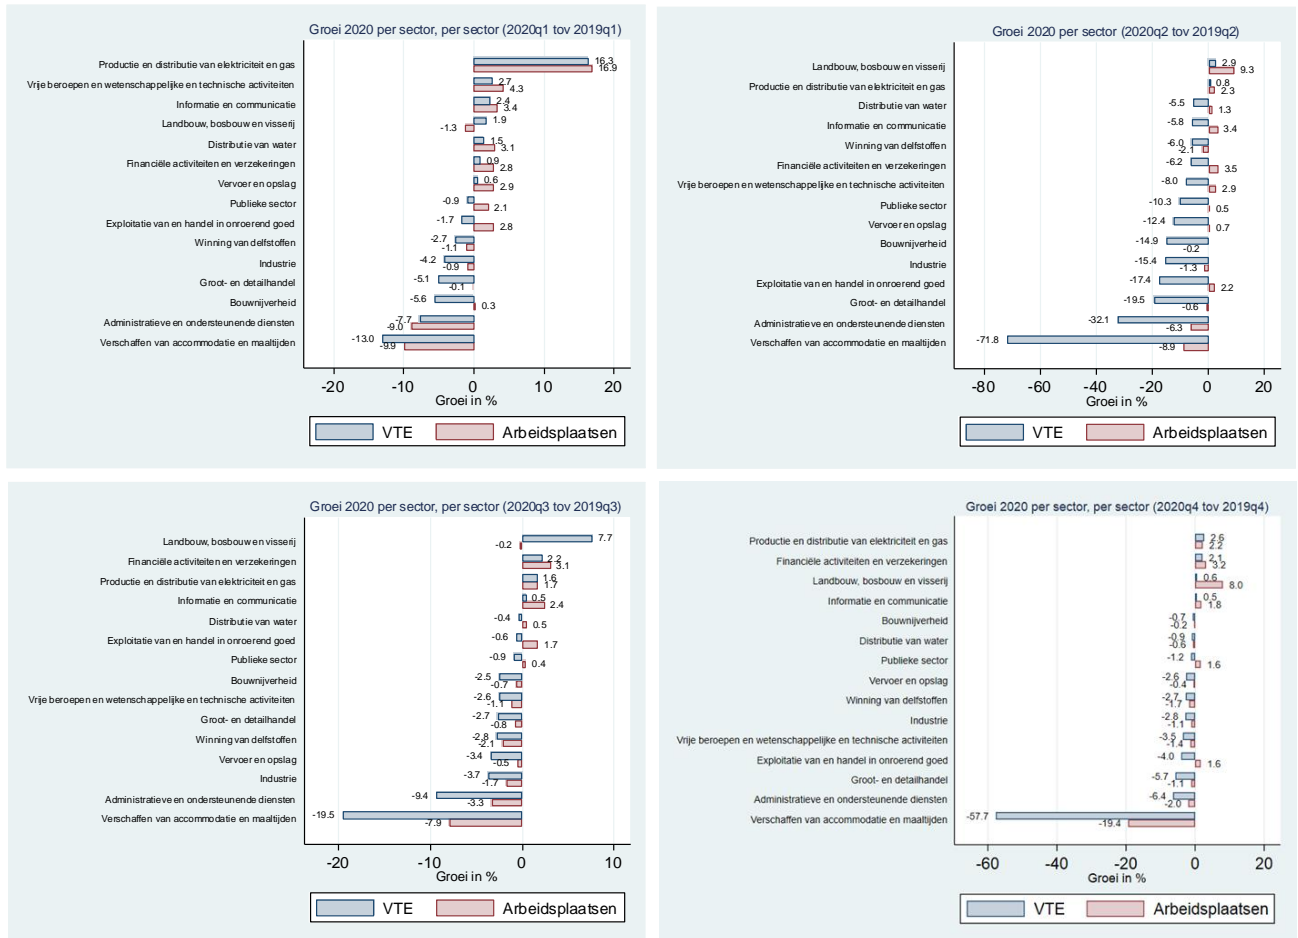 Groei 2020 per sector, per sector (2020q1 tov 2019q1)
Productie en distributie van elektriciteit en gas 16.3 16.9
Vrije beroepen en wetenschappelijke en technische activiteiten 2.7 4.3
Informatie en communicatie 2.4 3.4
Landbouw, bosbouw en visserij 1.9 -1.3
Distributie van water 1.5 3.1
Financiële activiteiten en verzekeringen 0.9 2.8
Vervoer en opslag 0.6 2.9
Publieke sector -0.9 2.1
Exploitatie van en handel in onroerend goed -1.7 2.8
Winning van delfstoffen -2.7 -1.1
Industrie -4.2 -0.9
Groot- en detailhandel -5.1 -0.1
Bouwnijverheid -5.6 0.3
Administratieve en ondersteunende diensten -7.7 -9.0
Verschaffen van accommodatie en maaltijden -13.0 -9.9
-20 -10 0 10 20
Groei in %
VTE Arbeidsplaatsen
Groei 2020 per sector (2020q2 tov 2019q2)
Landbouw, bosbouw en visserij 2.9 9.3
Productie en distributie van elektriciteit en gas 0.8 2.3
Distributie van water -5.5 1.3
Informatie en communicatie -5.8 3.4
Winning van delfstoffen -6.0 -2.1
Financiële activiteiten en verzekeringen -6.2 3.5
Vrije beroepen en wetenschappelijke en technische activiteiten -8.0 2.9
Publieke sector -10.3 0.5
Vervoer en opslag -12.4 0.7
Bouwnijverheid -14.9 -0.2
Industrie -15.4 -1.3
Exploitatie van en handel in onroerend goed -17.4 2.2
Groot- en detailhandel -19.5 -0.6
Administratieve en ondersteunende diensten -32.1 -6.3
Verschaffen van accommodatie en maaltijden -71.8 -8.9
-80 -60 -40 -20 0 20
Groei in %
VTE Arbeidsplaatsen
Groei 2020 per sector, per sector (2020q3 tov 2019q3)
Landbouw, bosbouw en visserij 7.7 -0.2
Financiële activiteiten en verzekeringen 2.2 3.1
Productie en distributie van elektriciteit en gas 1.6 1.7
Informatie en communicatie 0.5 2.4
Distributie van water -0.4 0.5
Exploitatie van en handel in onroerend goed -0.6 1.7
Publieke sector -0.9 0.4
Bouwnijverheid -2.5 -0.7
Vrije beroepen en wetenschappelijke en technische activiteiten -2.6 -1.1
Groot- en detailhandel -2.7 -0.8
Winning van delfstoffen -2.8 -2.1
Vervoer en opslag -3.4 -0.5
Industrie -3.7 -1.7
Administratieve en ondersteunende diensten -9.4 -3.3
Verschaffen van accommodatie en maaltijden -19.5 -7.9
-20 -10 0 10
Groei in %
VTE Arbeidsplaatsen
Groei 2020 per sector, per sector (2020q4 tov 2019q4)
Productie en distributie van elektriciteit en gas 2.6 2.2
Financiële activiteiten en verzekeringen 2.1 3.2
Landbouw, bosbouw en visserij 0.6 8.0
Informatie en communicatie 0.5 1.8
Bouwnijverheid -0.7 -0.2
Distributie van water -0.9 -0.6
Publieke sector -1.2 1.6
Vervoer en opslag -2.6 -0.4
Winning van delfstoffen -2.7 -1.7
Industrie -2.8 -1.1
Vrije beroepen en wetenschappelijke en technische activiteiten -3.5 -1.4
Exploitatie van en handel in onroerend goed -4.0 1.6
Groot- en detailhandel -5.7 -1.1
Administratieve en ondersteunende diensten -6.4 -2.0
Verschaffen van accommodatie en maaltijden -57.7 -19.4
-60 -40 -20 0 20
Groei in %
VTE Arbeidsplaatsen